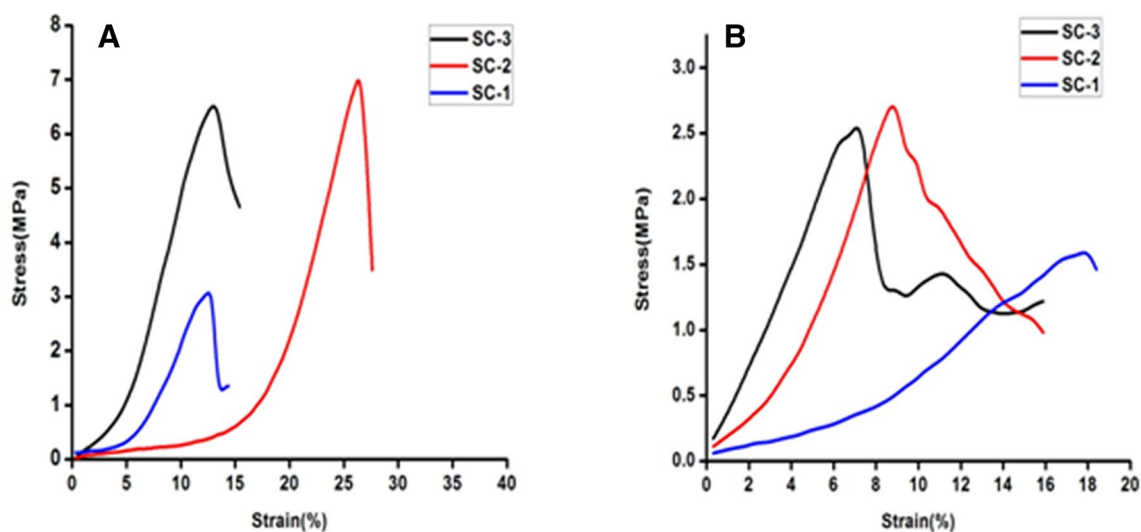 A
SC-3
SC-2
SC-1
Stress(MPa)
8
7
6
5
4
3
2
1
0
0 5 10 15 20 25 30 35 40
Strain(%)
B
SC-3
SC-2
SC-1
Stress(MPa)
3.0
2.5
2.0
1.5
1.0
0.5
0.0
0 2 4 6 8 10 12 14 16 18 20
Strain(%)